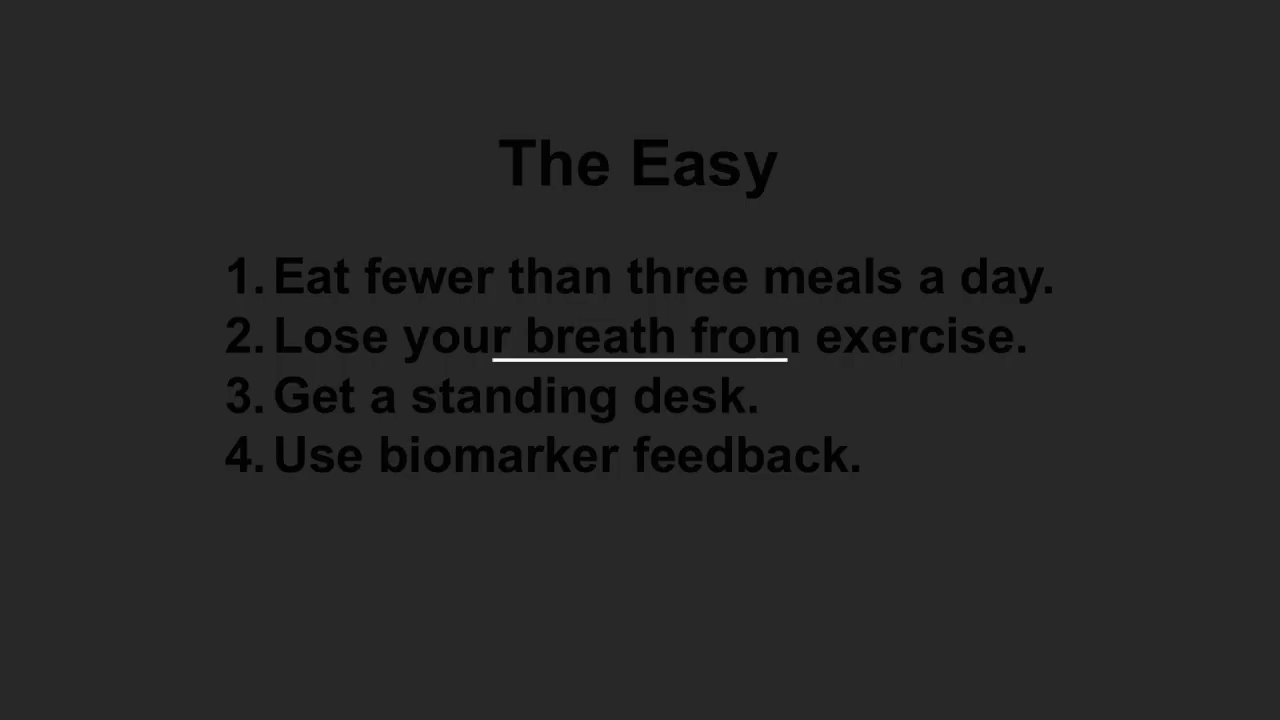 The Easy
1. Eat fewer than three meals a day.
2. Lose your breath from exercise.
3. Get a standing desk.
4. Use biomarker feedback.